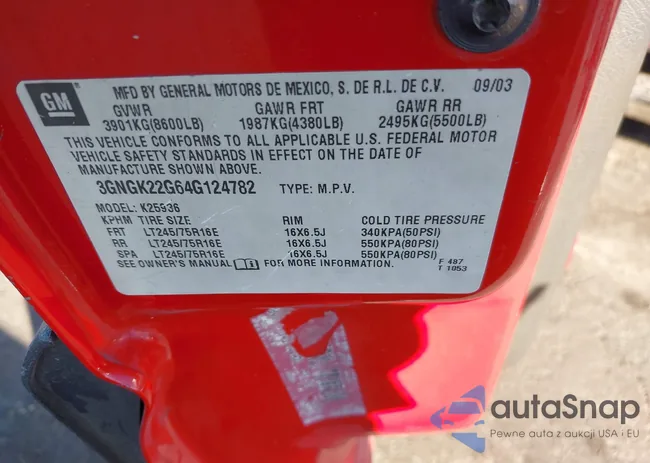 GM
MFD BY GENERAL MOTORS DE MEXICO, S. DE R.L. DE C.V. 09/03
GVWR GAWR FRT GAWR RR
3901KG(8600LB) 1987KG(4380LB) 2495KG(5500LB)
THIS VEHICLE CONFORMS TO ALL APPLICABLE U.S. FEDERAL MOTOR
VEHICLE SAFETY STANDARDS IN EFFECT ON THE DATE OF
MANUFACTURE SHOWN ABOVE.
3GNGK22G64G124782 TYPE: M.P.V.
MODEL: K25936
KPHM TIRE SIZE RIM COLD TIRE PRESSURE
FRT LT245/75R16E 16X6.5J 340KPA(50PSI)
RR LT245/75R16E 16X6.5J 550KPA(80PSI)
SPA LT245/75R16E 16X6.5J 550KPA(80PSI)
SEE OWNER'S MANUAL FOR MORE INFORMATION. F 487
T 1053
autaSnap
Pewne auta z aukcji USA i EU